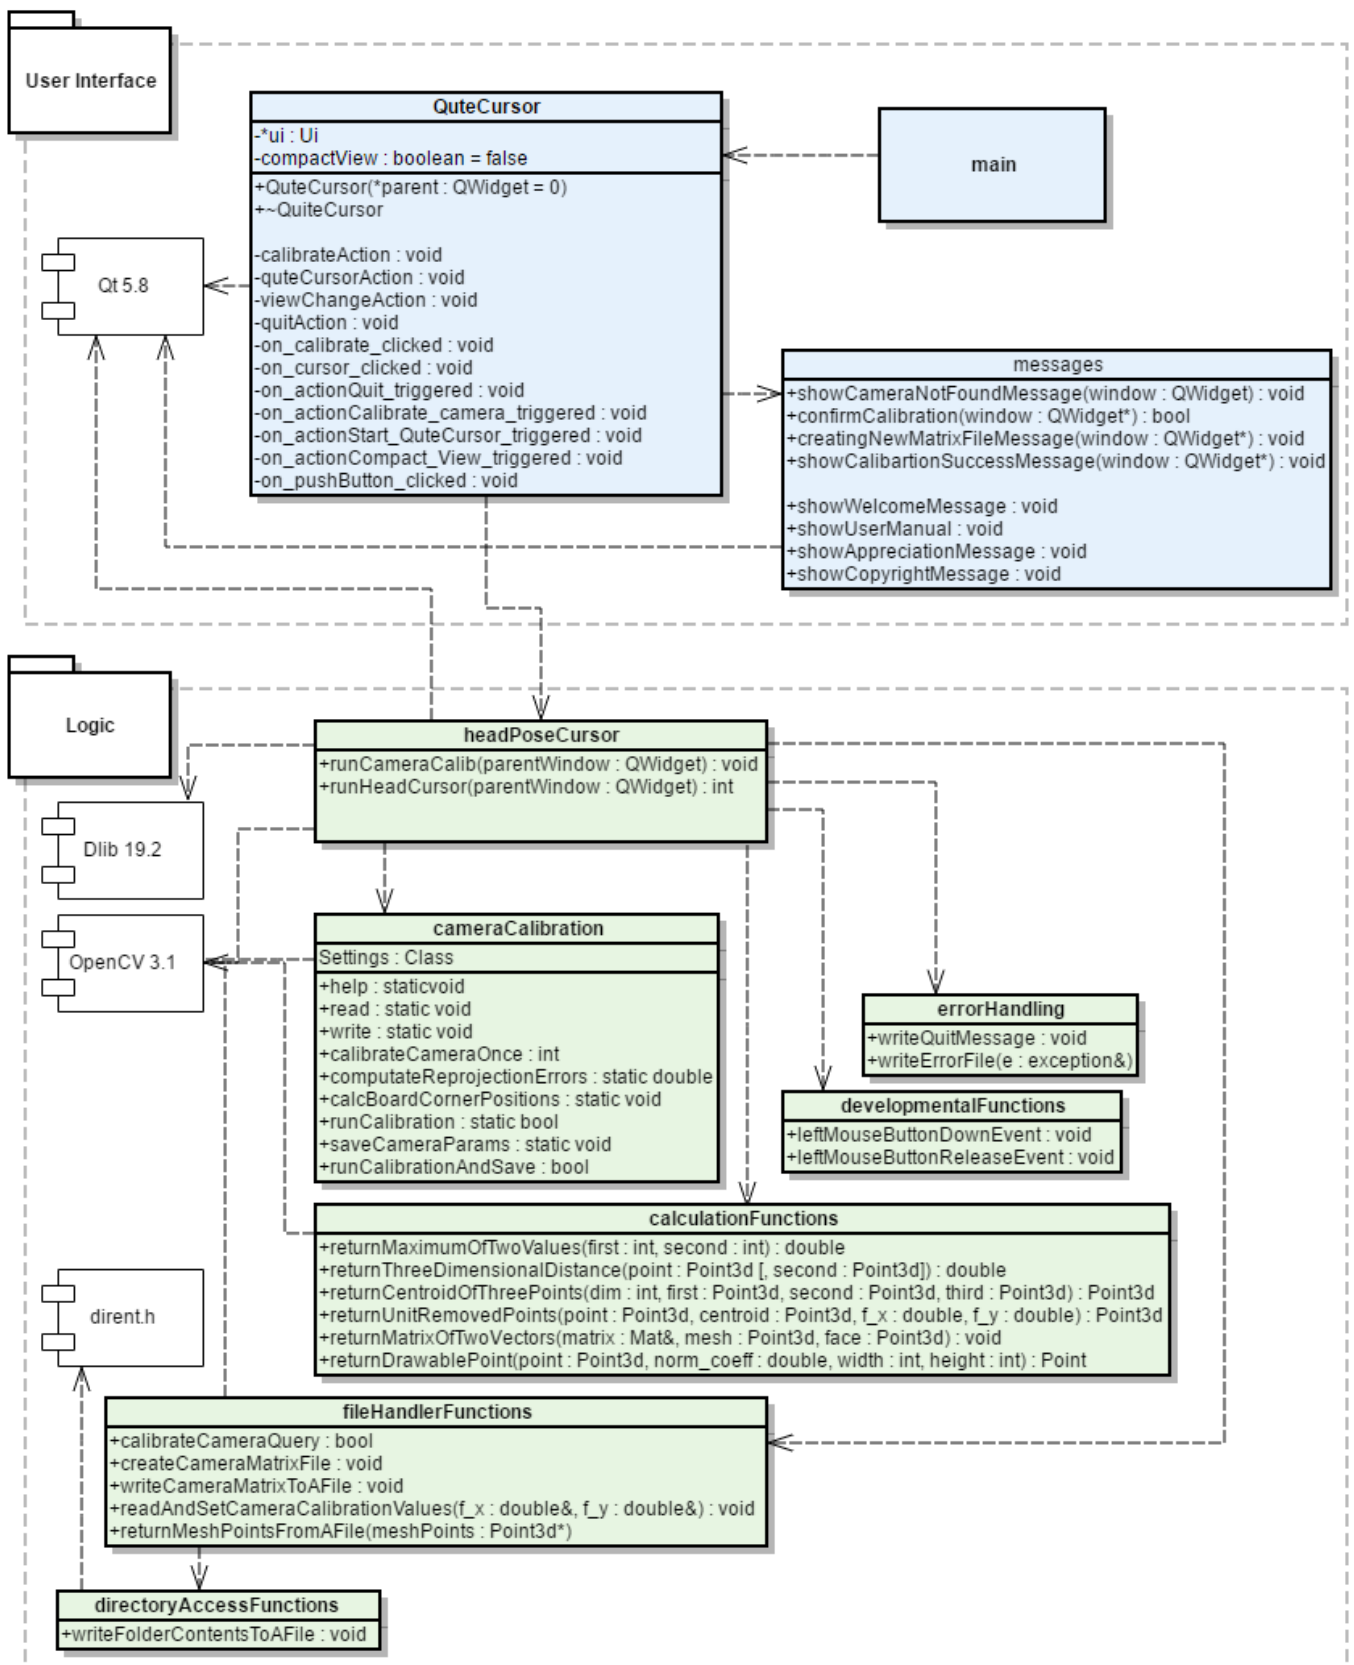 User Interface
QuteCursor
-*ui : Ui
-compactView : boolean = false
+QuteCursor(*parent : QWidget = 0)
+~QuiteCursor
-calibrateAction : void
-quteCursorAction : void
-viewChangeAction : void
-quitAction : void
-on_calibrate_clicked : void
-on_cursor_clicked : void
-on_actionQuit_triggered : void
-on_actionCalibrate_camera_triggered : void
-on_actionStart_QuteCursor_triggered : void
-on_actionCompact_View_triggered : void
-on_pushButton_clicked : void
main
Qt 5.8
messages
+showCameraNotFoundMessage(window : QWidget) : void
+confirmCalibration(window : QWidget*) : bool
+creatingNewMatrixFileMessage(window : QWidget*) : void
+showCalibartionSuccessMessage(window : QWidget*) : void
+showWelcomeMessage : void
+showUserManual : void
+showAppreciationMessage : void
+showCopyrightMessage : void
Logic
headPoseCursor
+runCameraCalib(parentWindow : QWidget) : void
+runHeadCursor(parentWindow : QWidget) : int
Dlib 19.2
OpenCV 3.1
cameraCalibration
Settings : Class
+help : staticvoid
+read : static void
+write : static void
+calibrateCameraOnce : int
+computateReprojectionErrors : static double
+calcBoardCornerPositions : static void
+runCalibration : static bool
+saveCameraParams : static void
+runCalibrationAndSave : bool
errorHandling
+writeQuitMessage : void
+writeErrorFile(e : exception&)
developmentalFunctions
+leftMouseButtonDownEvent : void
+leftMouseButtonReleaseEvent : void
calculationFunctions
+returnMaximumOfTwoValues(first : int, second : int) : double
+returnThreeDimensionalDistance(point : Point3d [, second : Point3d]) : double
+returnCentroidOfThreePoints(dim : int, first : Point3d, second : Point3d, third : Point3d) : Point3d
+returnUnitRemovedPoints(point : Point3d, centroid : Point3d, f_x : double, f_y : double) : Point3d
+returnMatrixOfTwoVectors(matrix : Mat&, mesh : Point3d, face : Point3d) : void
+returnDrawablePoint(point : Point3d, norm_coeff : double, width : int, height : int) : Point
dirent.h
fileHandlerFunctions
+calibrateCameraQuery : bool
+createCameraMatrixFile : void
+writeCameraMatrixToAFile : void
+readAndSetCameraCalibrationValues(f_x : double&, f_y : double&) : void
+returnMeshPointsFromAFile(meshPoints : Point3d*)
directoryAccessFunctions
+writeFolderContentsToAFile : void